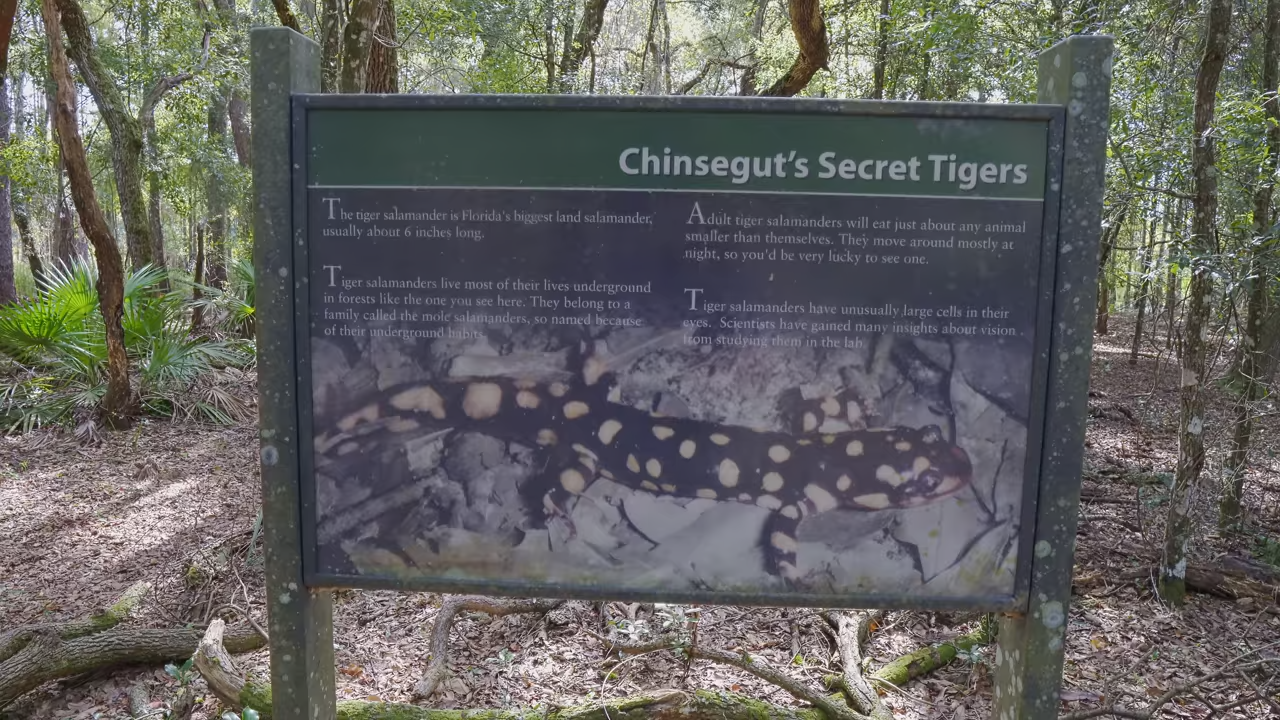 Chinsegut's Secret Tigers
The tiger salamander is Florida's biggest land salamander,
usually about 6 inches long.
Tiger salamanders live most of their lives underground
in forests like the one you see here. They belong to a
family called the mole salamanders, so named because
of their underground habits.
Adult tiger salamanders will eat just about any animal
smaller than themselves. They move around mostly at
night, so you'd be very lucky to see one.
Tiger salamanders have unusually large cells in their
eyes. Scientists have gained many insights about vision
from studying them in the lab.